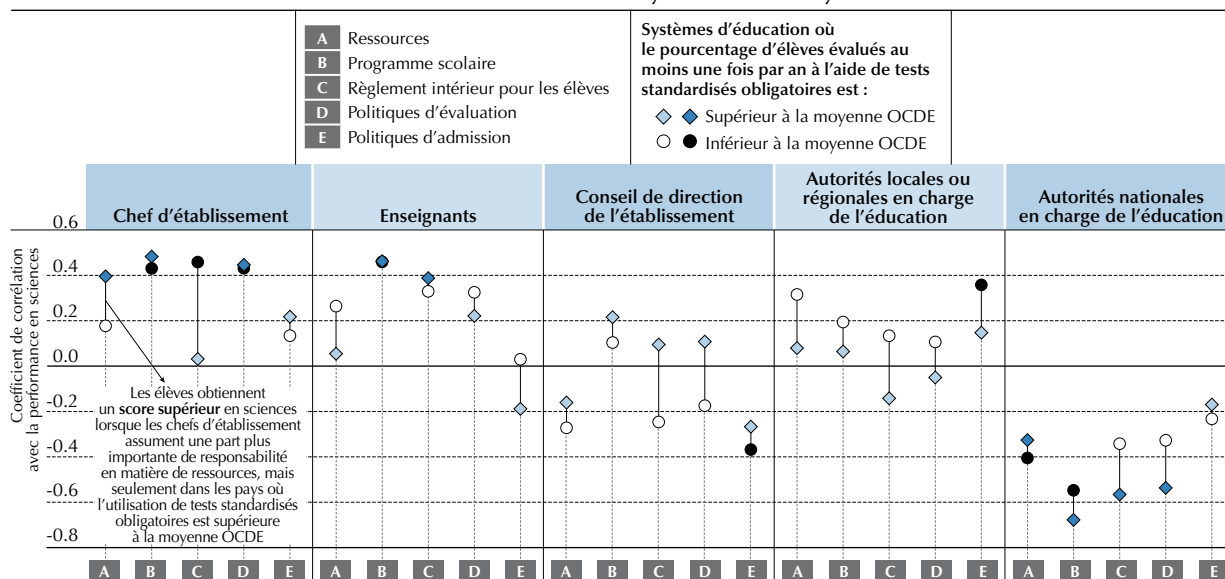 A Ressources
B Programme scolaire
C Règlement intérieur pour les élèves
D Politiques d'évaluation
E Politiques d'admission
Systèmes d'éducation où
le pourcentage d'élèves évalués au
moins une fois par an à l'aide de tests
standardisés obligatoires est :
Supérieur à la moyenne OCDE
Inférieur à la moyenne OCDE
Chef d'établissement
Enseignants
Conseil de direction
de l'établissement
Autorités locales ou
régionales en charge
de l'éducation
Autorités nationales
en charge de l'éducation
Coefficient de corrélation
avec la performance en sciences
0.6
0.4
0.2
0.0
-0.2
-0.4
-0.6
-0.8
Les élèves obtiennent
un score supérieur en sciences
lorsque les chefs d'établissement
assument une part plus
importante de responsabilité
en matière de ressources, mais
seulement dans les pays où
l'utilisation de tests standardisés
obligatoires est supérieure
à la moyenne OCDE
A B C D E A B C D E A B C D E A B C D E A B C D E